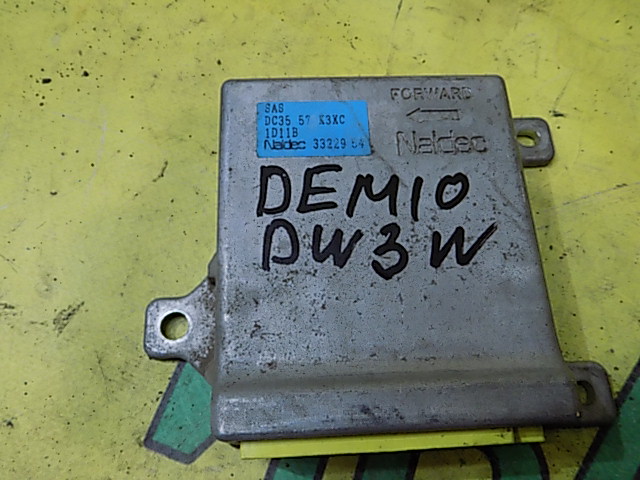 SAS
DC35 57 K3XC
1D11B
Naldec 33229 64
FORWARD
Naldec
DEMIO
DW3W